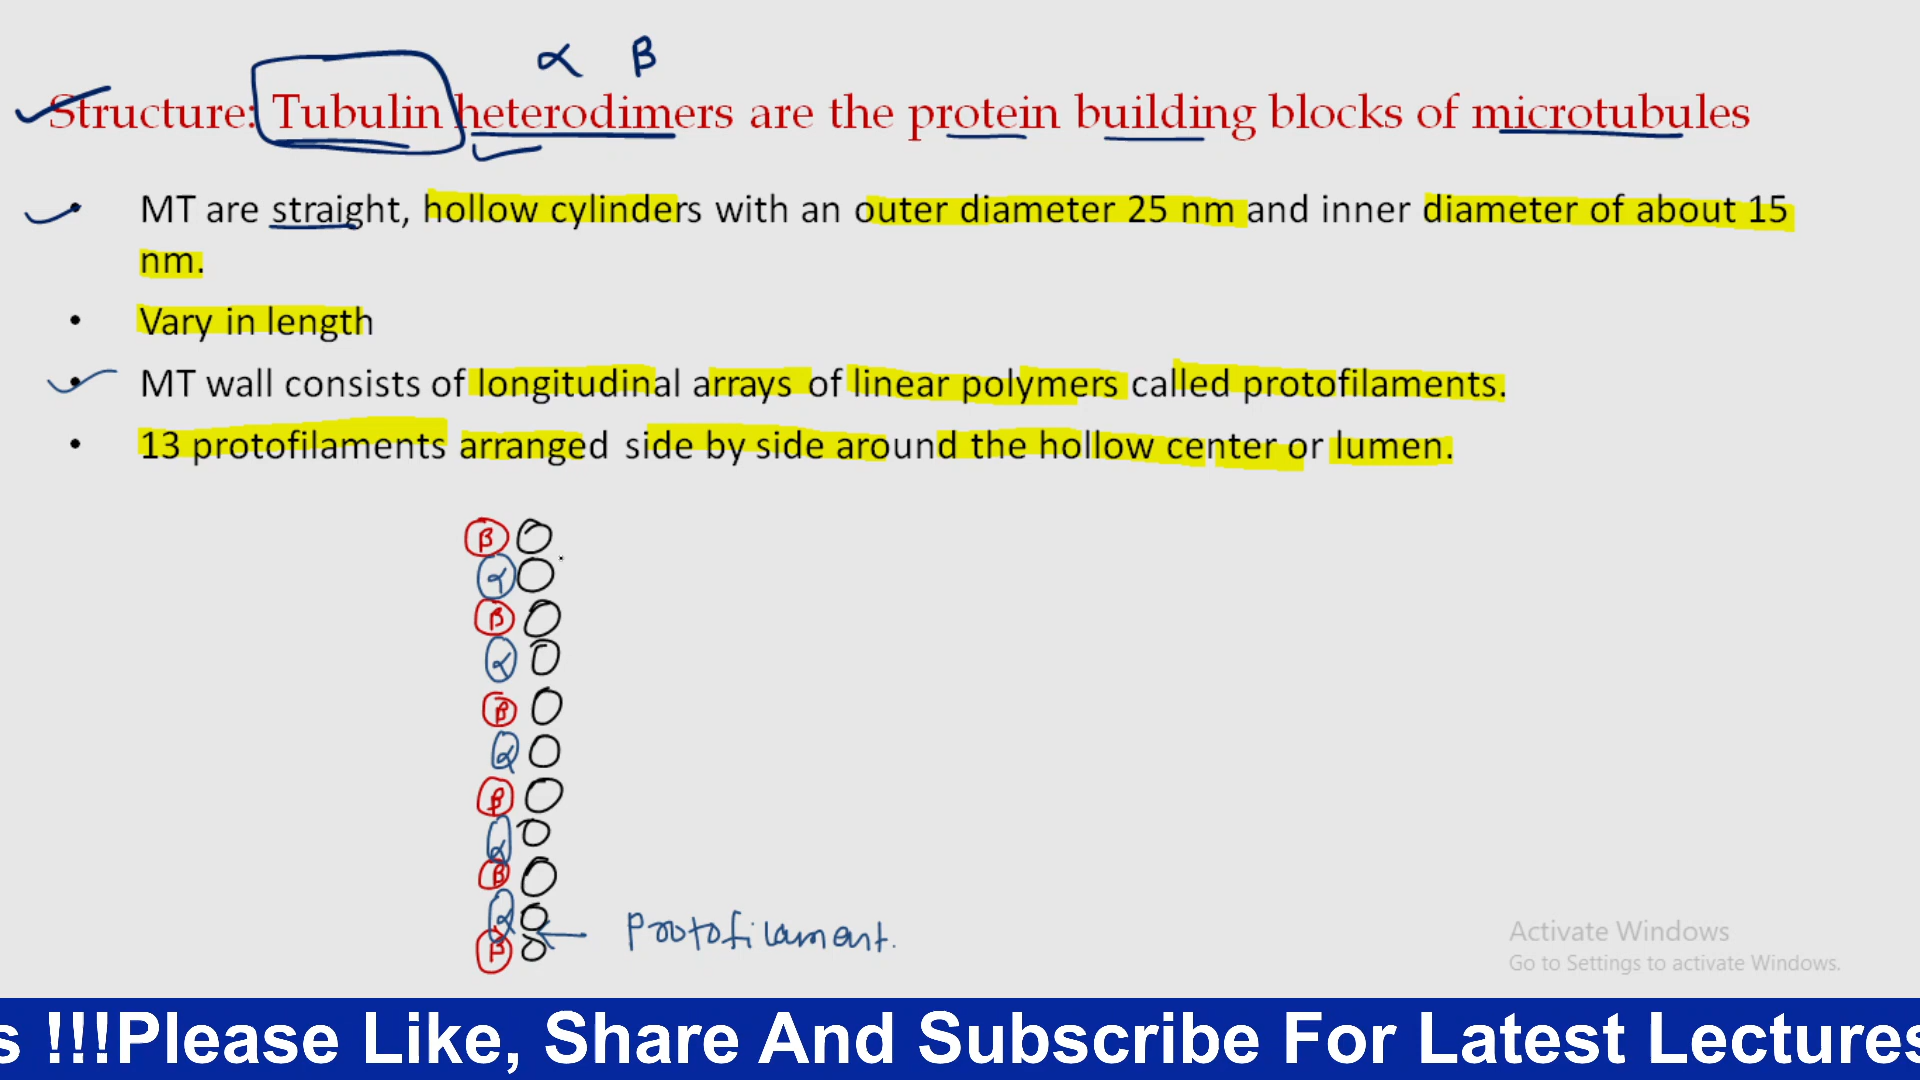 α β
Structure: Tubulin heterodimers are the protein building blocks of microtubules
• MT are straight, hollow cylinders with an outer diameter 25 nm and inner diameter of about 15
nm.
• Vary in length
• MT wall consists of longitudinal arrays of linear polymers called protofilaments.
• 13 protofilaments arranged side by side around the hollow center or lumen.
β
α
β
α
β
α
β
α
β
α
β
Protofilament.
Activate Windows
Go to Settings to activate Windows.
s !!!Please Like, Share And Subscribe For Latest Lectures